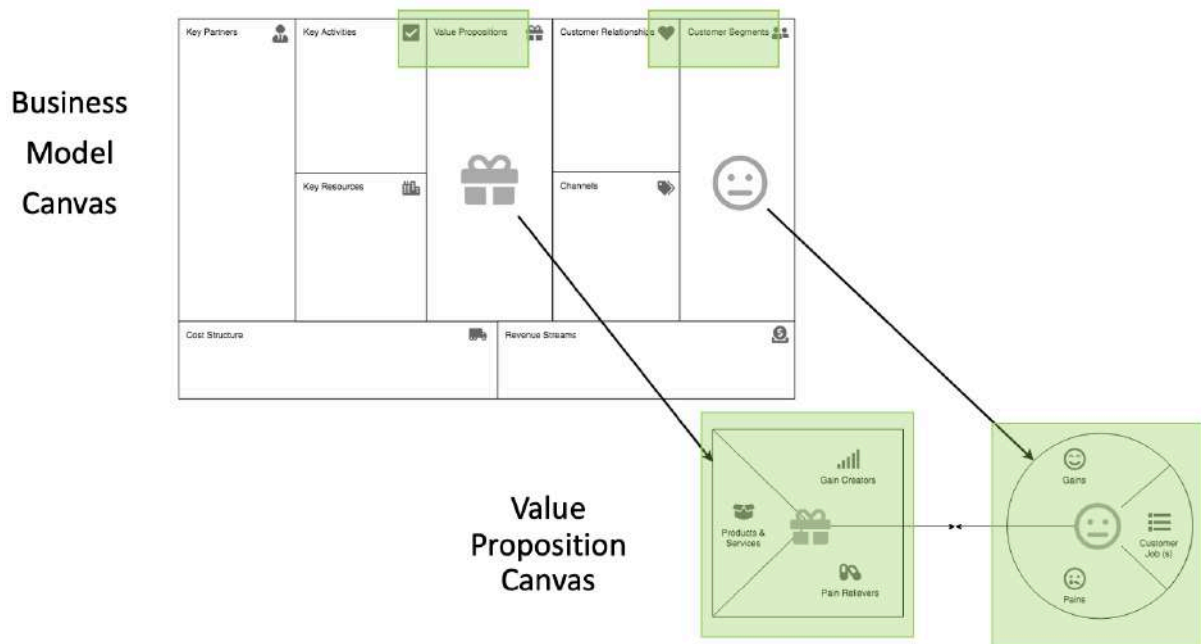 Business
Model
Canvas
Key Partners
Key Activities
Value Propositions
Customer Relationships
Customer Segments
Key Resources
Channels
Cost Structure
Revenue Streams
Value
Proposition
Canvas
Gain Creators
Products &
Services
Pain Relievers
Gains
Customer
Job (s)
Pains